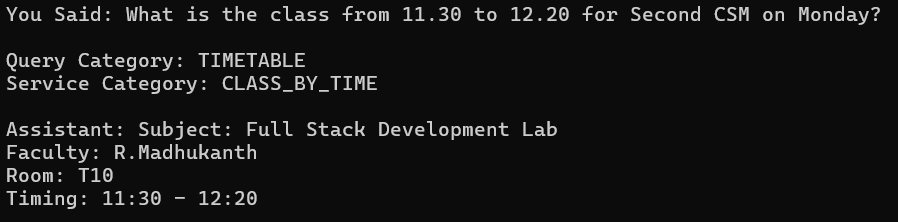 You Said: What is the class from 11.30 to 12.20 for Second CSM on Monday?
Query Category: TIMETABLE
Service Category: CLASS_BY_TIME
Assistant: Subject: Full Stack Development Lab
Faculty: R.Madhukanth
Room: T10
Timing: 11:30 - 12:20